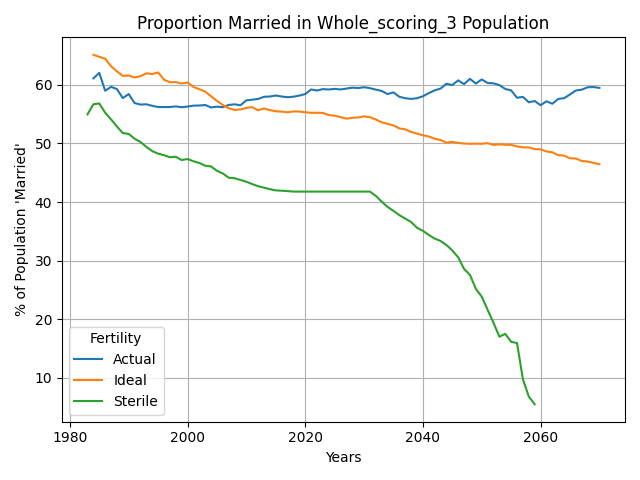 Proportion Married in Whole_scoring_3 Population
% of Population 'Married'
60
50
40
30
20
10
Fertility
Actual
Ideal
Sterile
1980 2000 2020 2040 2060
Years